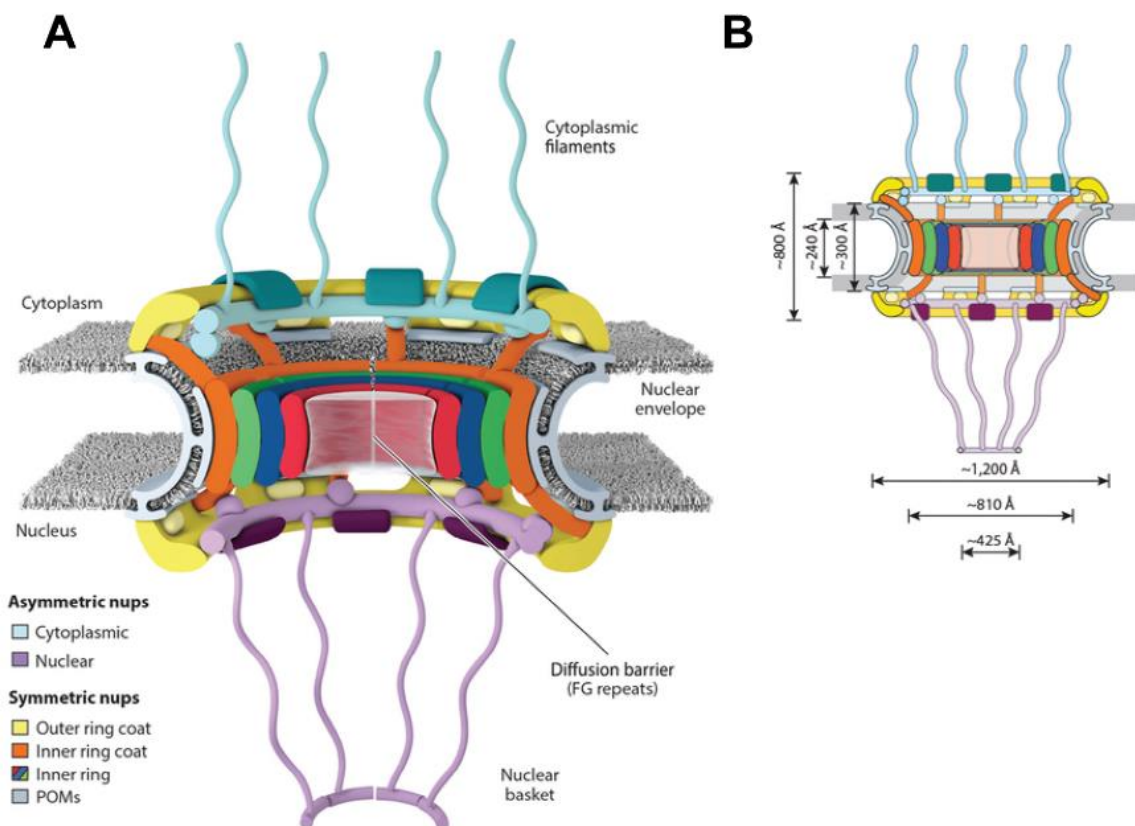 A
B
Cytoplasmic
filaments
Cytoplasm
Nuclear
envelope
Nucleus
Asymmetric nups
Cytoplasmic
Nuclear
Symmetric nups
Outer ring coat
Inner ring coat
Inner ring
POMs
Diffusion barrier
(FG repeats)
Nuclear
basket
~800 Å
~240 Å
~300 Å
~1,200 Å
~810 Å
~425 Å